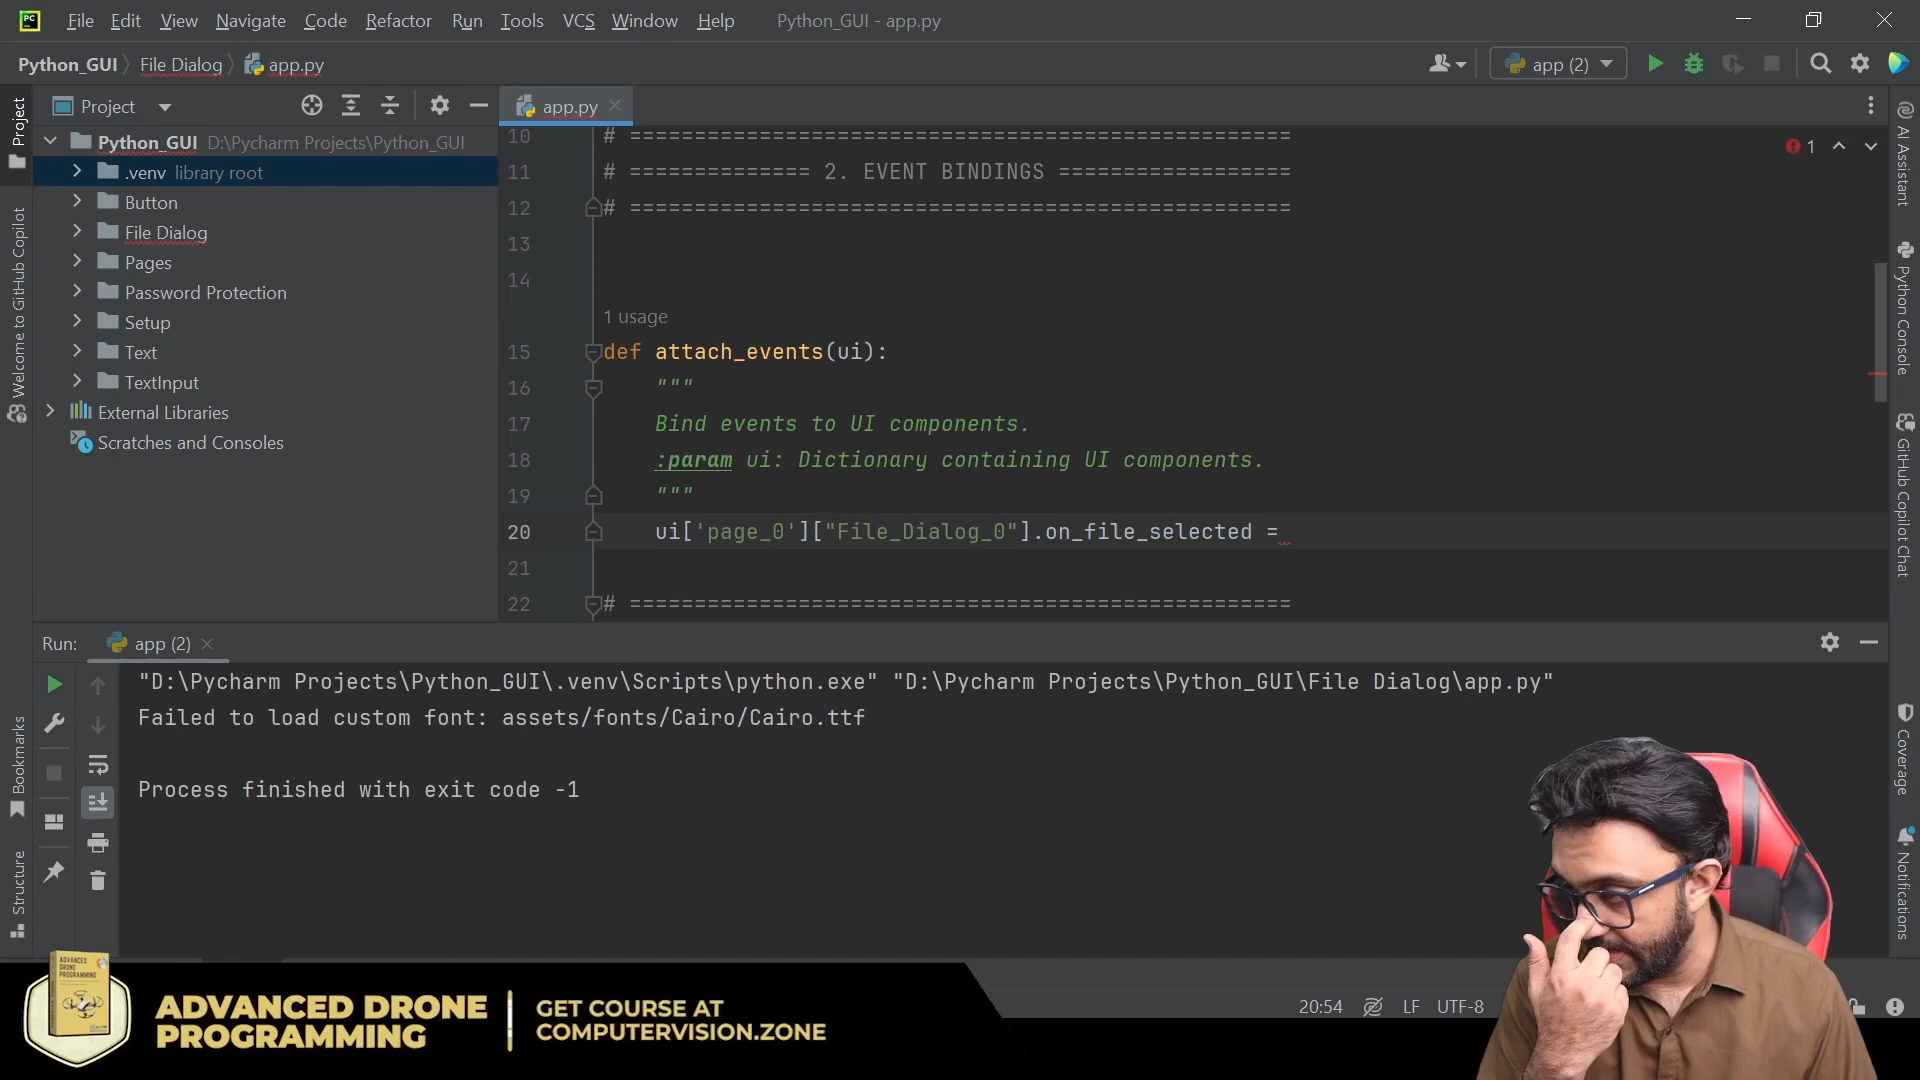 File Edit View Navigate Code Refactor Run Tools VCS Window Help Python_GUI - app.py
Python_GUI File Dialog app.py app (2)
Project
app.py
Python_GUI D:\Pycharm Projects\Python_GUI
.venv library root
Button
File Dialog
Pages
Password Protection
Setup
Text
TextInput
External Libraries
Scratches and Consoles
10 # ===================================================
11 # ============== 2. EVENT BINDINGS ==================
12 # ===================================================
13
14
1 usage
15 def attach_events(ui):
16 """
17 Bind events to UI components.
18 :param ui: Dictionary containing UI components.
19 """
20 ui['page_0']["File_Dialog_0"].on_file_selected =
21
22 # ===================================================
1
Run: app (2)
"D:\Pycharm Projects\Python_GUI\.venv\Scripts\python.exe" "D:\Pycharm Projects\Python_GUI\File Dialog\app.py"
Failed to load custom font: assets/fonts/Cairo/Cairo.ttf
Process finished with exit code -1
Project
Welcome to GitHub Copilot
Bookmarks
Structure
AI Assistant
Python Console
GitHub Copilot Chat
Coverage
Notifications
20:54 LF UTF-8
ADVANCED
DRONE
PROGRAMMING
ADVANCED DRONE
PROGRAMMING
GET COURSE AT
COMPUTERVISION.ZONE